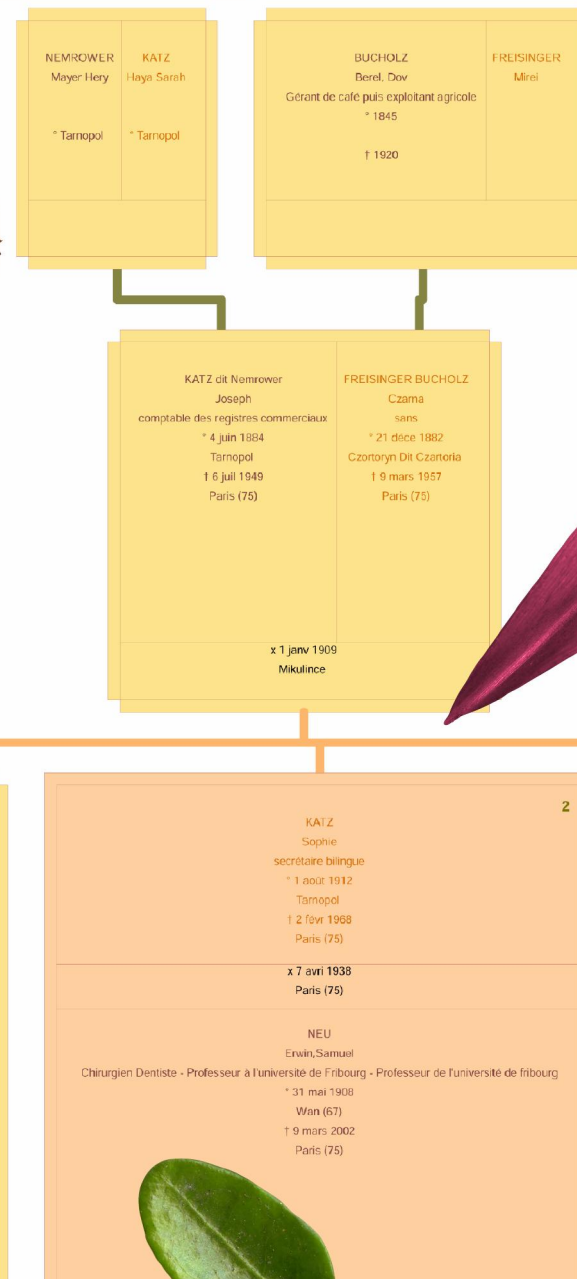 NEMROWER
Mayer Hery
° Tarnopol
KATZ
Haya Sarah
° Tarnopol
BUCHOLZ
Berel, Dov
Gérant de café puis exploitant agricole
° 1845
† 1920
FREISINGER
Mirei
KATZ dit Nemrower
Joseph
comptable des registres commerciaux
° 4 juin 1884
Tarnopol
† 6 juil 1949
Paris (75)
FREISINGER BUCHOLZ
Czarna
sans
° 21 déce 1882
Czortoryn Dit Czartoria
† 9 mars 1957
Paris (75)
x 1 janv 1909
Mikulince
2
KATZ
Sophie
secrétaire bilingue
° 1 août 1912
Tarnopol
† 2 févr 1968
Paris (75)
x 7 avri 1938
Paris (75)
NEU
Erwin,Samuel
Chirurgien Dentiste - Professeur à l'université de Fribourg - Professeur de l'université de fribourg
° 31 mai 1908
Wan (67)
† 9 mars 2002
Paris (75)